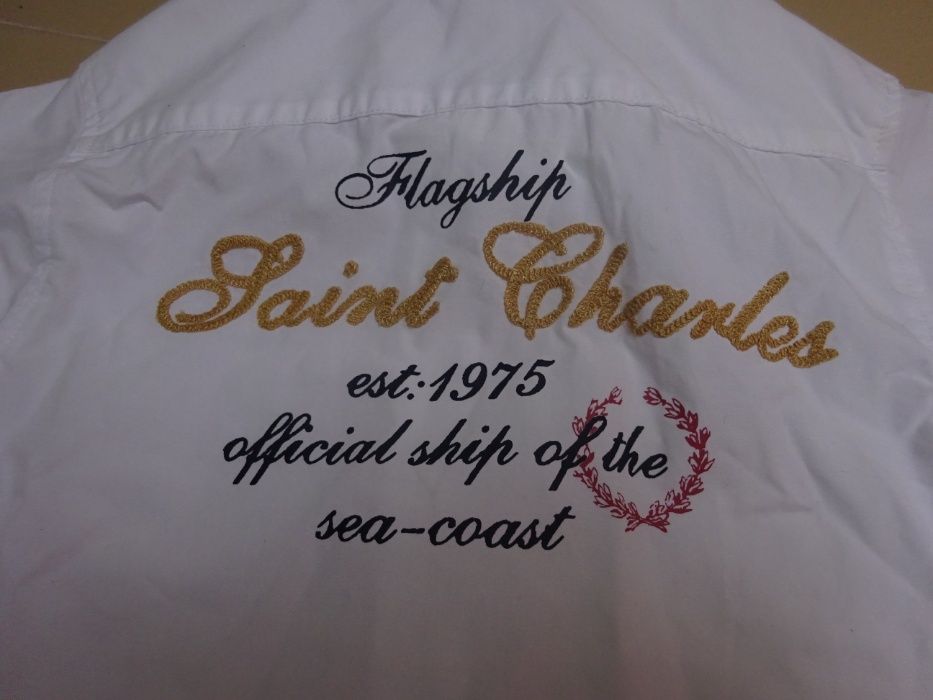 Flagship
Saint Charles
est:1975
official ship of the
sea-coast